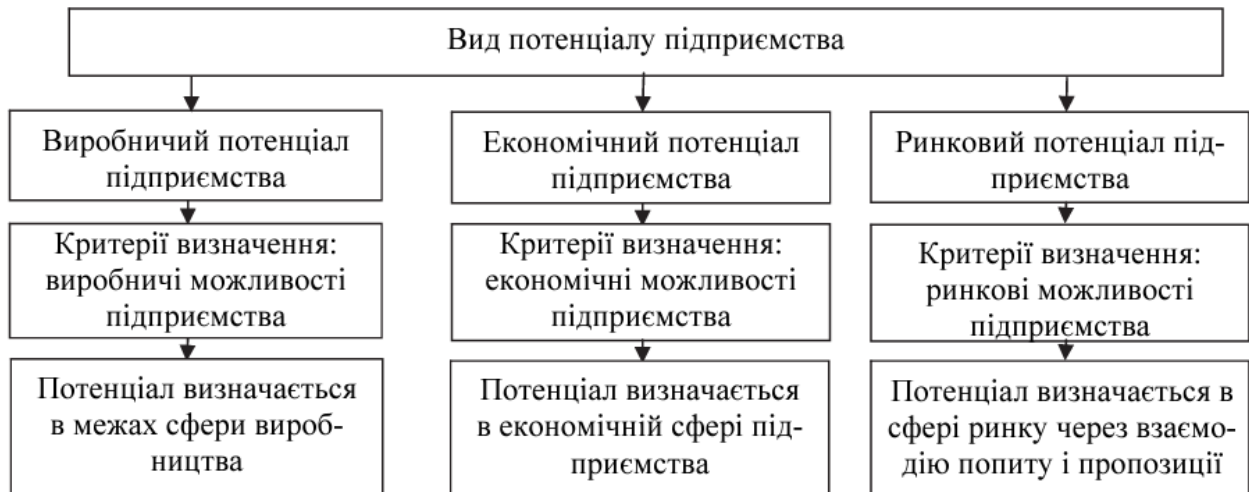 Вид потенціалу підприємства
Виробничий потенціал
підприємства
Економічний потенціал
підприємства
Ринковий потенціал під-
приємства
Критерії визначення:
виробничі можливості
підприємства
Критерії визначення:
економічні можливості
підприємства
Критерії визначення:
ринкові можливості
підприємства
Потенціал визначається
в межах сфери вироб-
ництва
Потенціал визначається
в економічній сфері під-
приємства
Потенціал визначається в
сфері ринку через взаємо-
дію попиту і пропозиції